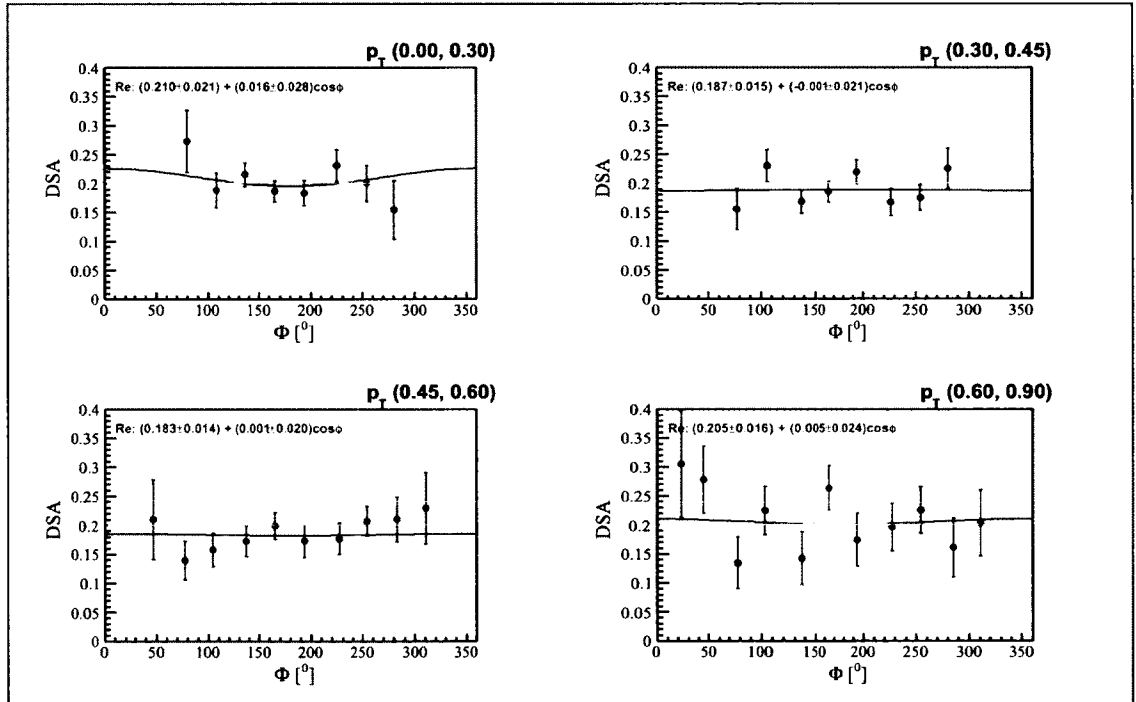 p_T (0.00, 0.30)
Re: (0.210±0.021) + (0.016±0.028)cosφ
DSA
0.4
0.35
0.3
0.25
0.2
0.15
0.1
0.05
0
0 50 100 150 200 250 300 350
Φ [⁰]
p_T (0.30, 0.45)
Re: (0.187±0.015) + (-0.001±0.021)cosφ
DSA
0.4
0.35
0.3
0.25
0.2
0.15
0.1
0.05
0
0 50 100 150 200 250 300 350
Φ [⁰]
p_T (0.45, 0.60)
Re: (0.183±0.014) + (0.001±0.020)cosφ
DSA
0.4
0.35
0.3
0.25
0.2
0.15
0.1
0.05
0
0 50 100 150 200 250 300 350
Φ [⁰]
p_T (0.60, 0.90)
Re: (0.205±0.016) + (0.005±0.024)cosφ
DSA
0.4
0.35
0.3
0.25
0.2
0.15
0.1
0.05
0
0 50 100 150 200 250 300 350
Φ [⁰]